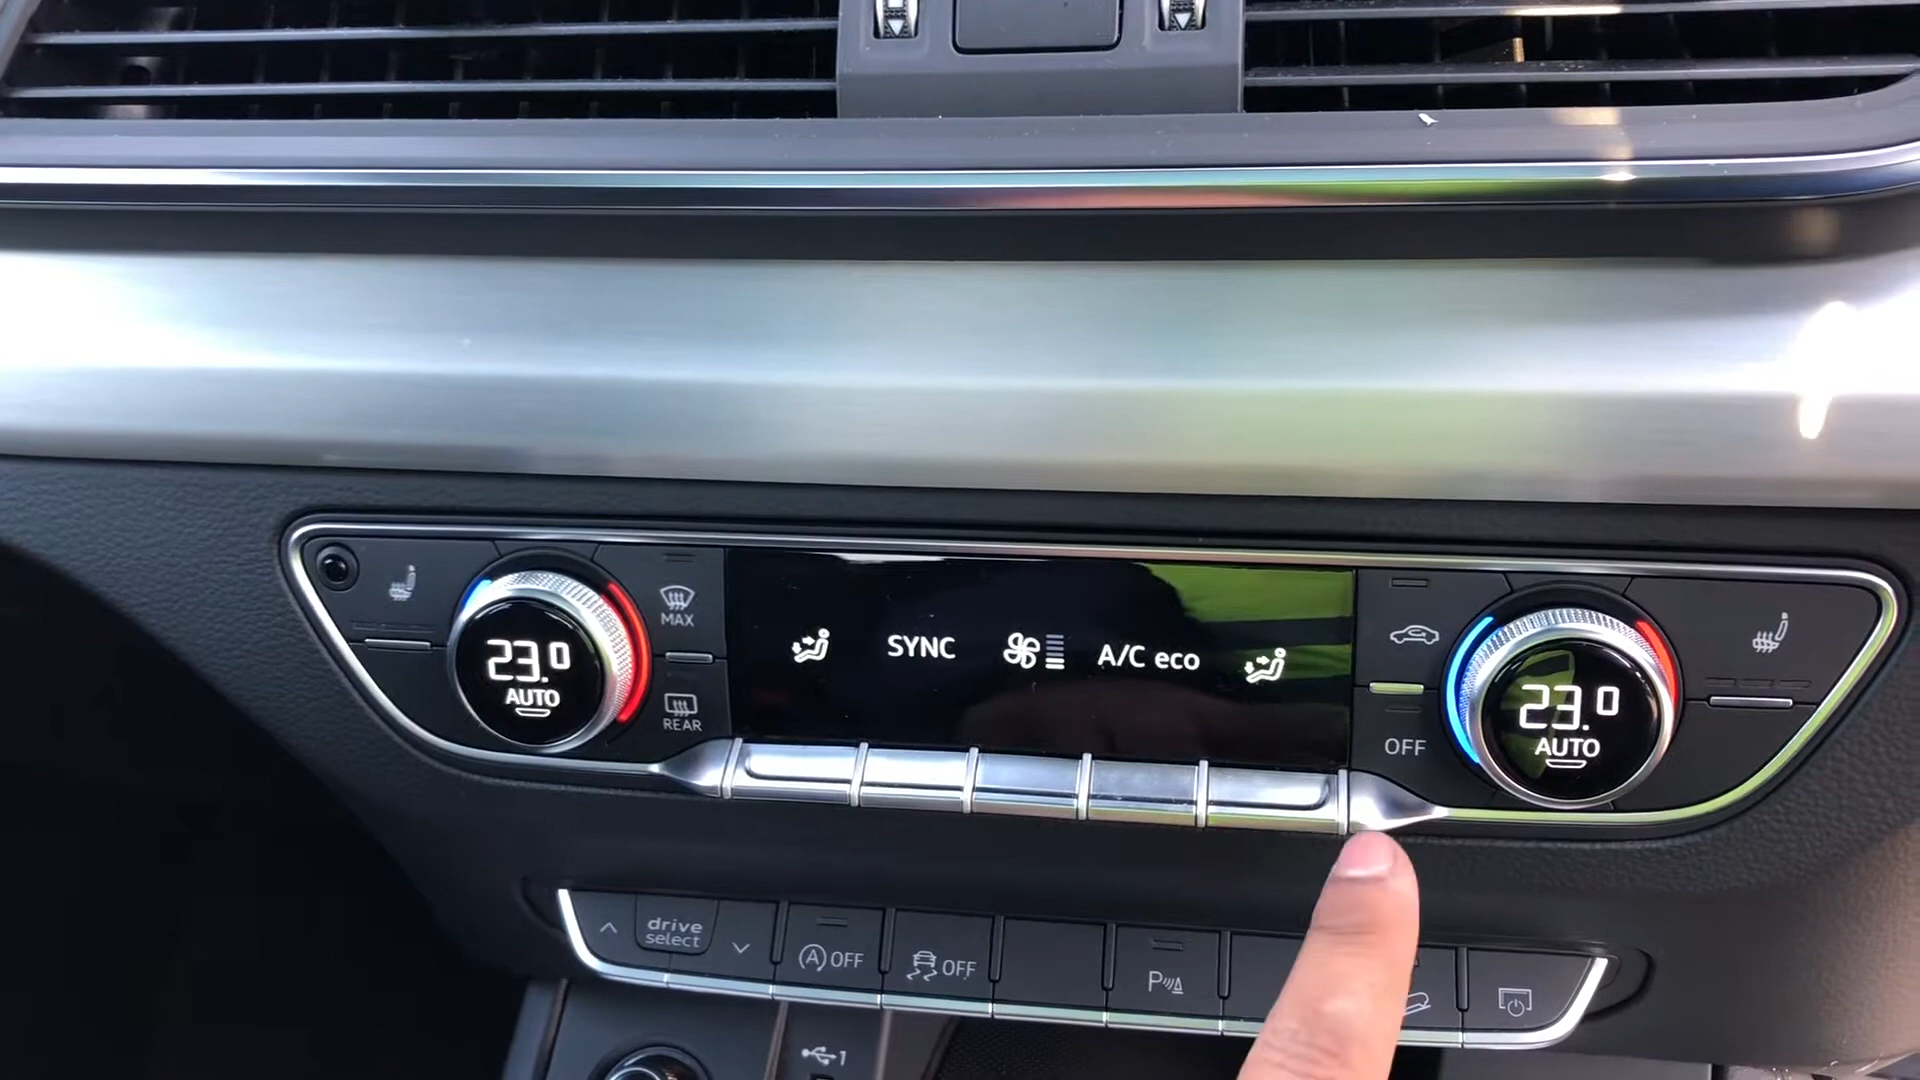 23.0
AUTO
MAX
REAR
SYNC
A/C eco
OFF
23.0
AUTO
drive
select
A OFF
OFF
P
1